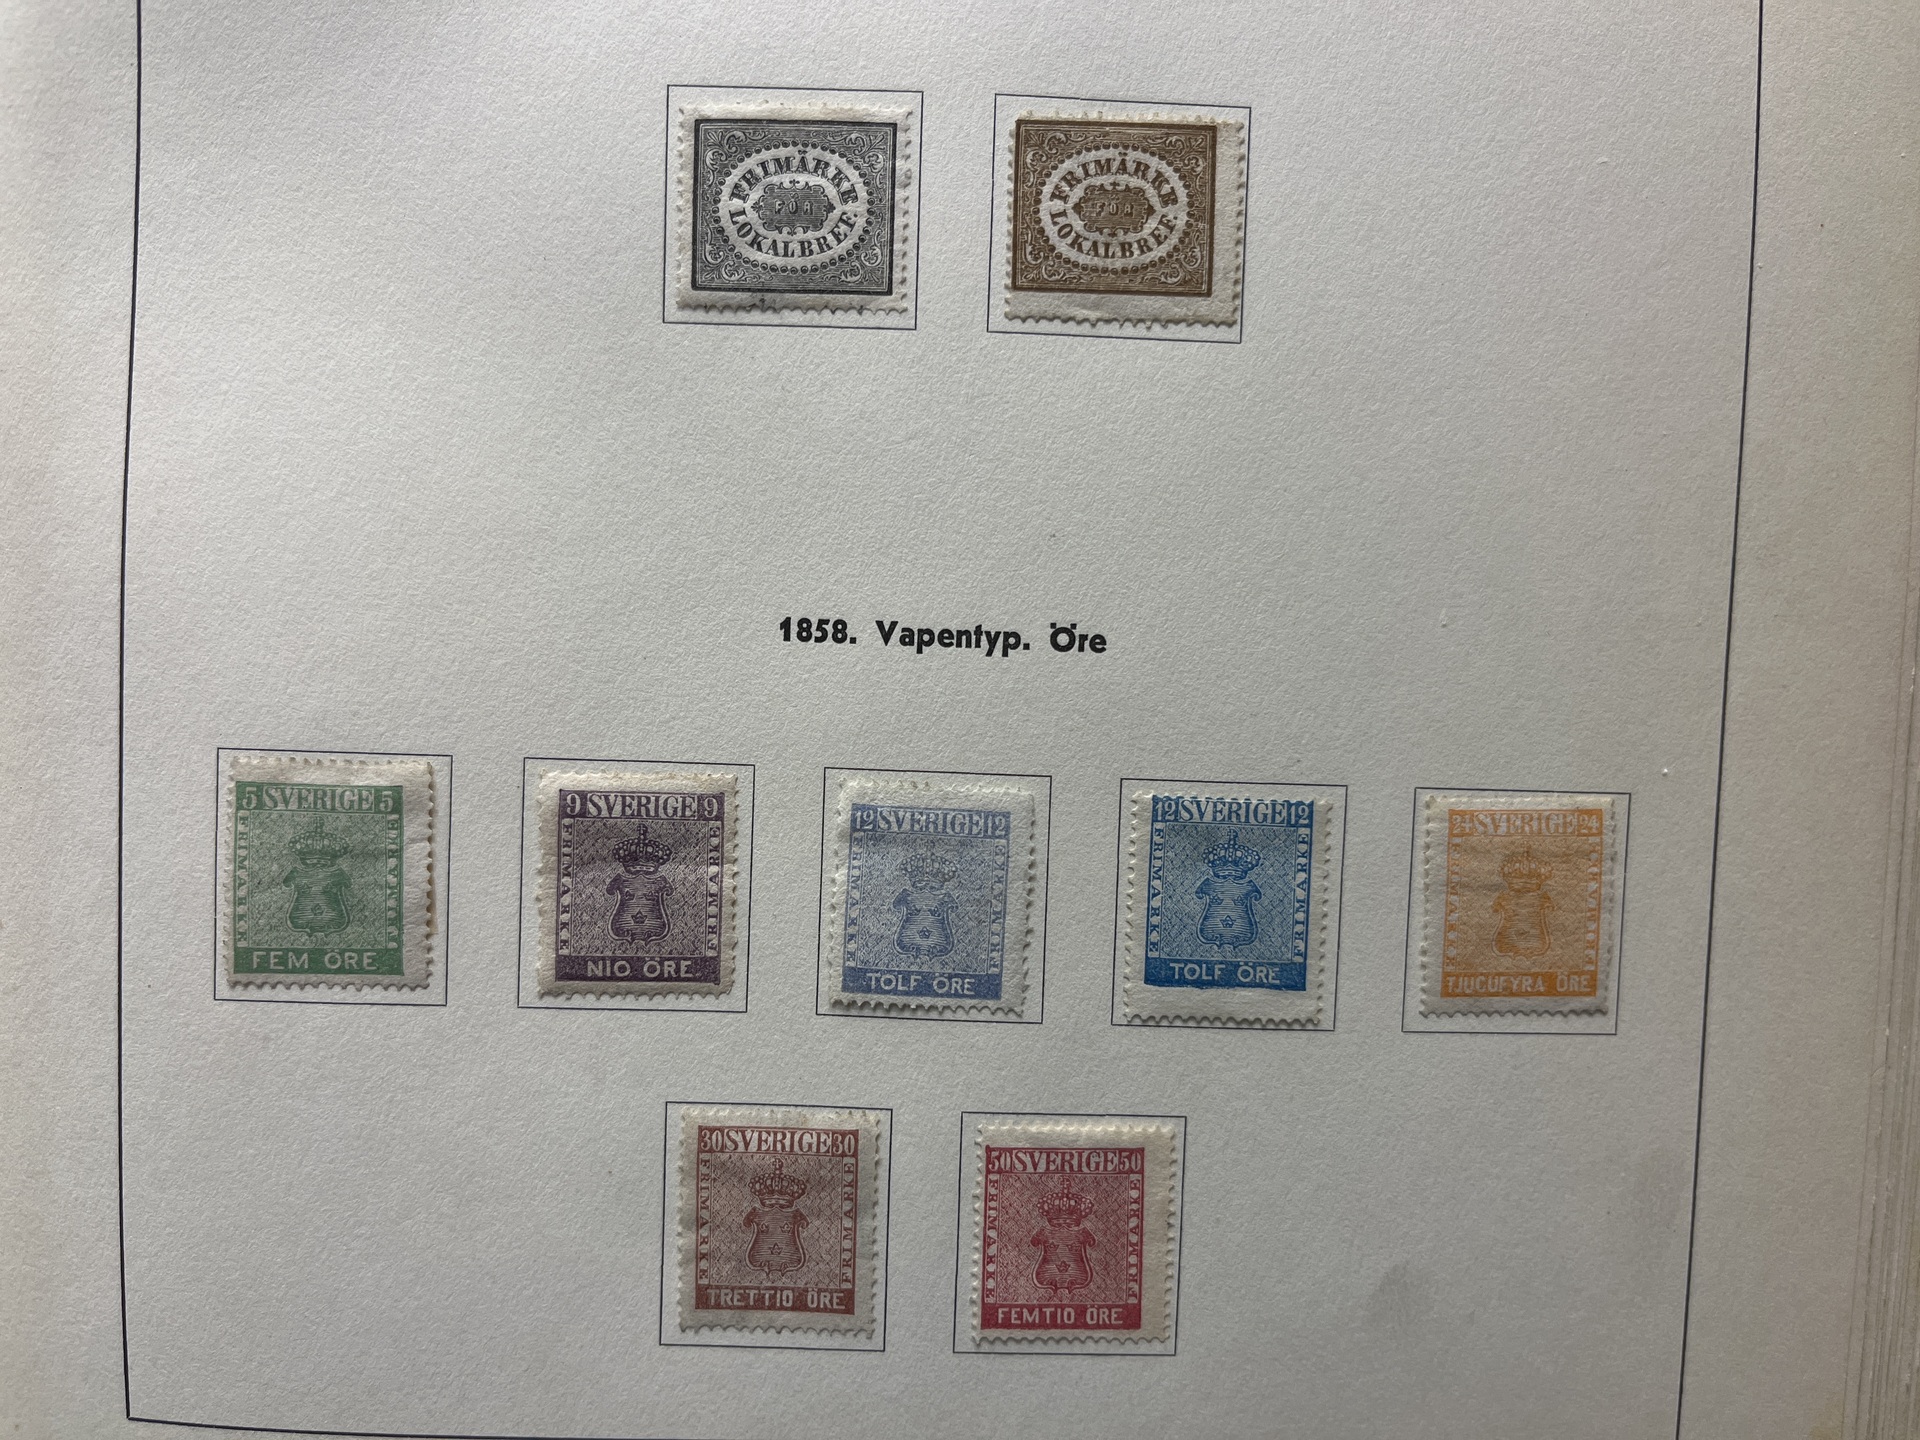 FRIMÄRKE
FÖR
LOKALBREF.
FRIMÄRKE
FÖR
LOKALBREF.
1858. Vapentyp. Öre
5 SVERIGE 5
FRIMÄRKE
FRIMÄRKE
FEM ÖRE
9 SVERIGE 9
FRIMÄRKE
FRIMÄRKE
NIO ÖRE
12 SVERIGE 12
FRIMÄRKE
FRIMÄRKE
TOLF ÖRE
12 SVERIGE 12
FRIMÄRKE
FRIMÄRKE
TOLF ÖRE
24 SVERIGE 24
FRIMÄRKE
FRIMÄRKE
TJUGUFYRA ÖRE
30 SVERIGE 30
FRIMÄRKE
FRIMÄRKE
TRETTIO ÖRE
50 SVERIGE 50
FRIMÄRKE
FRIMÄRKE
FEMTIO ÖRE